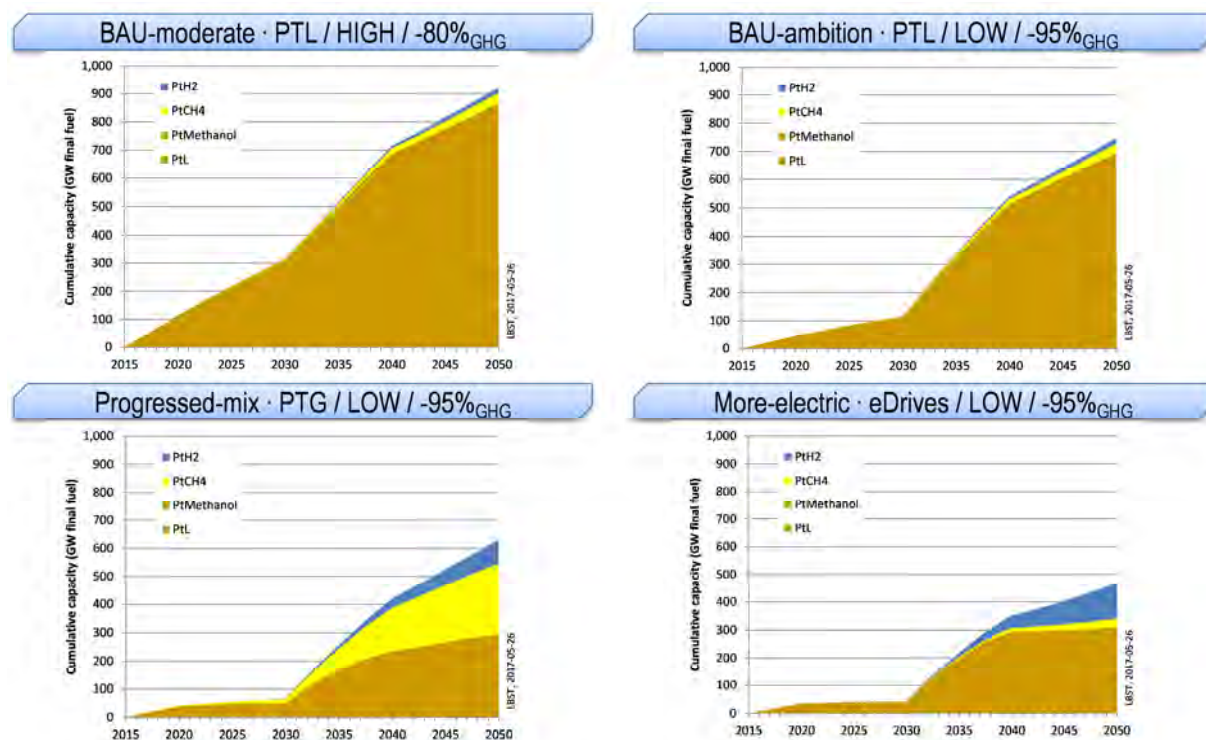 BAU-moderate · PTL / HIGH / -80%GHG
Cumulative capacity (GW final fuel)
1,000
900
800
700
600
500
400
300
200
100
0
PtH2
PtCH4
PtMethanol
PtL
LBST, 2017-05-26
2015 2020 2025 2030 2035 2040 2045 2050
BAU-ambition · PTL / LOW / -95%GHG
Cumulative capacity (GW final fuel)
1,000
900
800
700
600
500
400
300
200
100
0
PtH2
PtCH4
PtMethanol
PtL
LBST, 2017-05-26
2015 2020 2025 2030 2035 2040 2045 2050
Progressed-mix · PTG / LOW / -95%GHG
Cumulative capacity (GW final fuel)
1,000
900
800
700
600
500
400
300
200
100
0
PtH2
PtCH4
PtMethanol
PtL
LBST, 2017-05-26
2015 2020 2025 2030 2035 2040 2045 2050
More-electric · eDrives / LOW / -95%GHG
Cumulative capacity (GW final fuel)
1,000
900
800
700
600
500
400
300
200
100
0
PtH2
PtCH4
PtMethanol
PtL
LBST, 2017-05-26
2015 2020 2025 2030 2035 2040 2045 2050